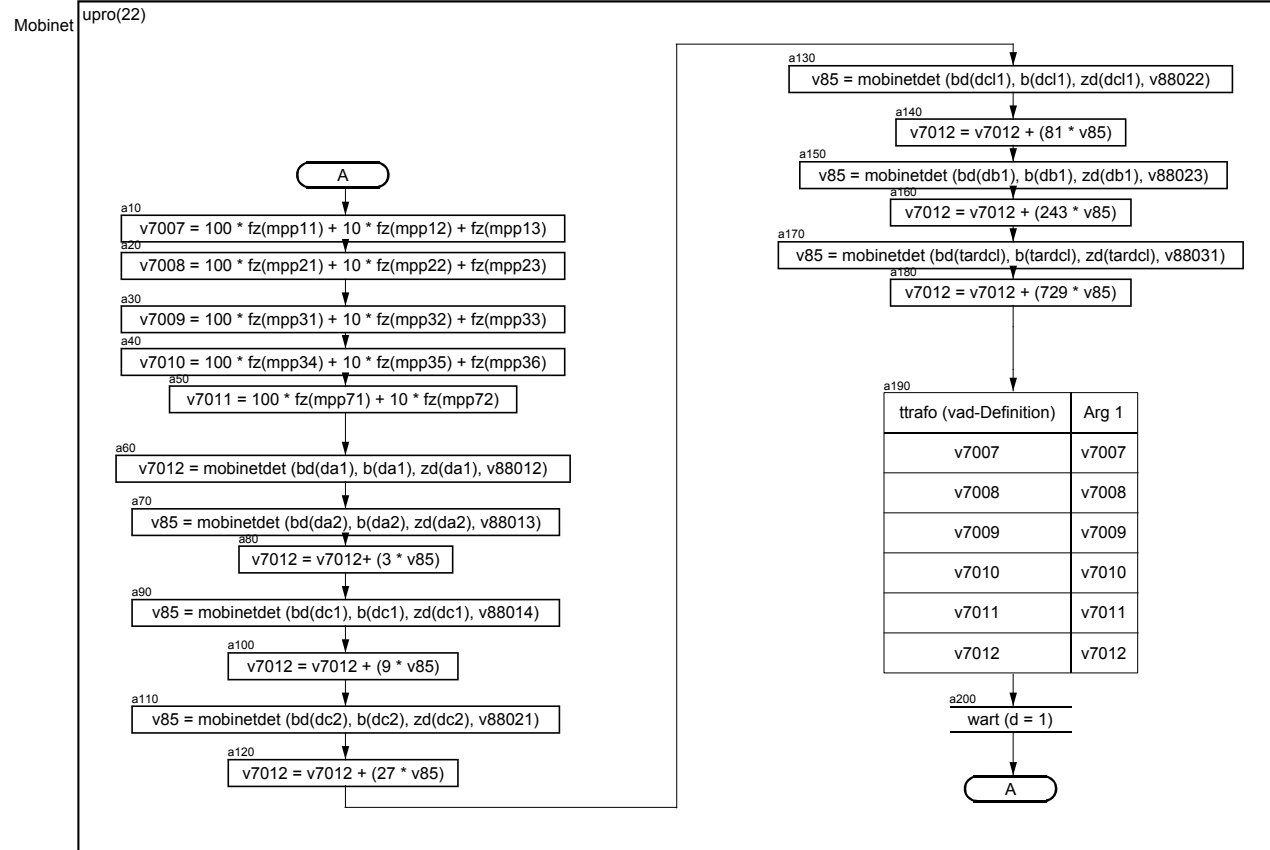 Mobinet
upro(22)
A
a10
v7007 = 100 * fz(mpp11) + 10 * fz(mpp12) + fz(mpp13)
a20
v7008 = 100 * fz(mpp21) + 10 * fz(mpp22) + fz(mpp23)
a30
v7009 = 100 * fz(mpp31) + 10 * fz(mpp32) + fz(mpp33)
a40
v7010 = 100 * fz(mpp34) + 10 * fz(mpp35) + fz(mpp36)
a50
v7011 = 100 * fz(mpp71) + 10 * fz(mpp72)
a60
v7012 = mobinetdet (bd(da1), b(da1), zd(da1), v88012)
a70
v85 = mobinetdet (bd(da2), b(da2), zd(da2), v88013)
a80
v7012 = v7012+ (3 * v85)
a90
v85 = mobinetdet (bd(dc1), b(dc1), zd(dc1), v88014)
a100
v7012 = v7012 + (9 * v85)
a110
v85 = mobinetdet (bd(dc2), b(dc2), zd(dc2), v88021)
a120
v7012 = v7012 + (27 * v85)
a130
v85 = mobinetdet (bd(dcl1), b(dcl1), zd(dcl1), v88022)
a140
v7012 = v7012 + (81 * v85)
a150
v85 = mobinetdet (bd(db1), b(db1), zd(db1), v88023)
a160
v7012 = v7012 + (243 * v85)
a170
v85 = mobinetdet (bd(tardcl), b(tardcl), zd(tardcl), v88031)
a180
v7012 = v7012 + (729 * v85)
a190
ttrafo (vad-Definition) Arg 1
v7007 v7007
v7008 v7008
v7009 v7009
v7010 v7010
v7011 v7011
v7012 v7012
a200
wart (d = 1)
A